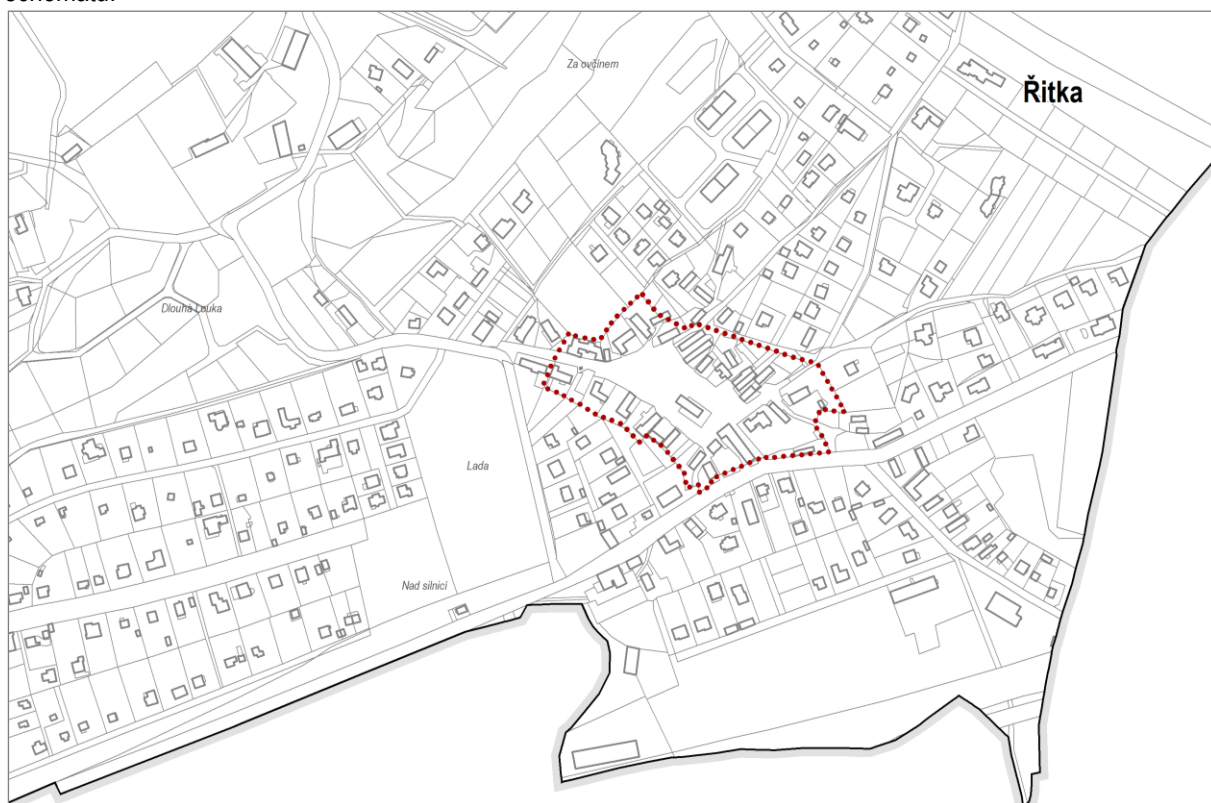 schématu.
Za ovčínem
Řitka
Dlouhá Louka
Lada
Nad silnicí